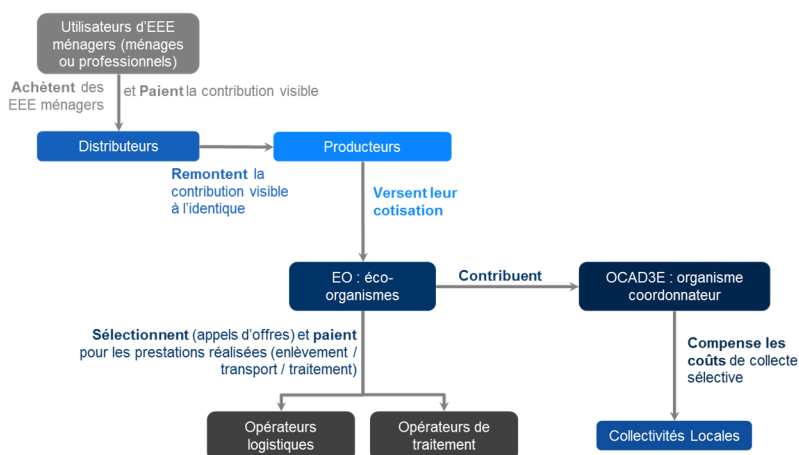 Utilisateurs d'EEE
ménagers (ménages
ou professionnels)
Achètent des
EEE ménagers
et Paient la contribution visible
Distributeurs
Producteurs
Remontent la
contribution visible
à l'identique
Versent leur
cotisation
EO : éco-
organismes
Contribuent
OCAD3E : organisme
coordonnateur
Sélectionnent (appels d'offres) et paient
pour les prestations réalisées (enlèvement /
transport / traitement)
Compense les
coûts de collecte
sélective
Opérateurs
logistiques
Opérateurs de
traitement
Collectivités Locales